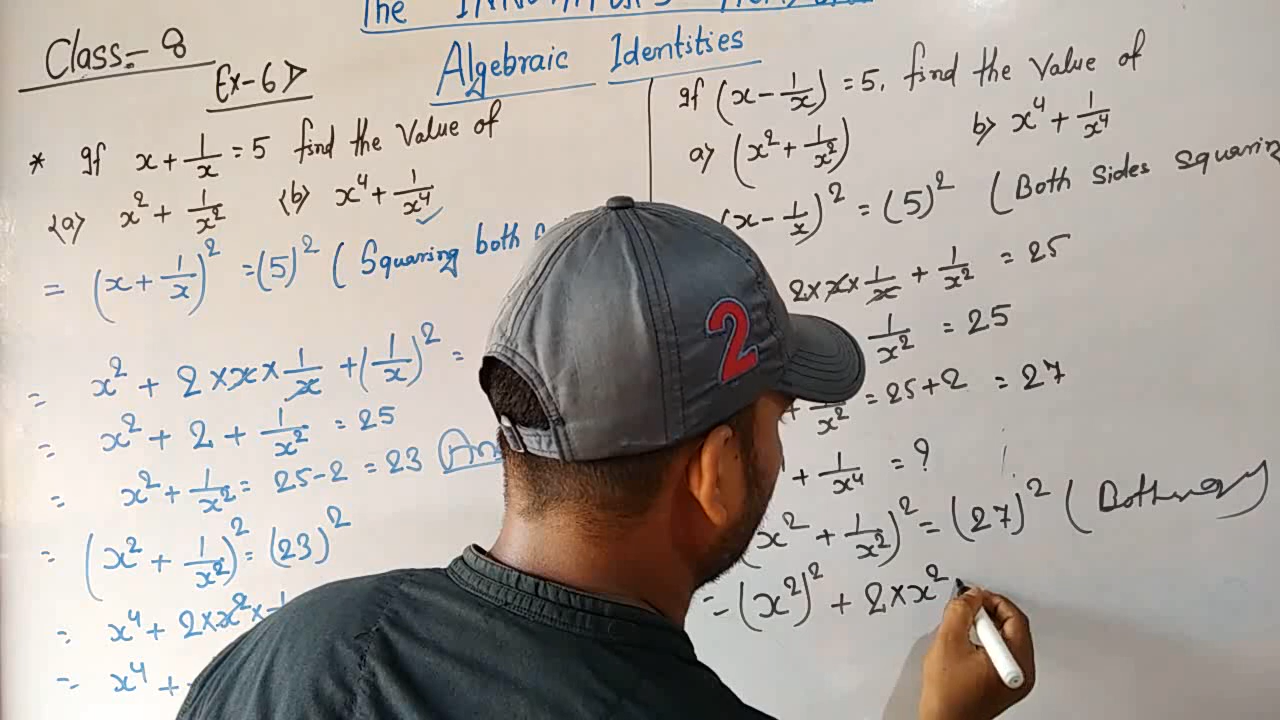 The
Class:- 8
Algebraic Identities
Ex-6>
* If x + 1/x = 5 find the Value of
<a> x² + 1/x² <b> x⁴ + 1/x⁴
= (x + 1/x)² = (5)² ( Squaring both
= x² + 2 × x × 1/x + (1/x)² =
= x² + 2 + 1/x² = 25
= x² + 1/x² = 25 - 2 = 23
= (x² + 1/x²)² = (23)²
= x⁴ + 2 × x² ×
= x⁴ +
If (x - 1/x) = 5, find the Value of
a> (x² + 1/x²) b> x⁴ + 1/x⁴
(x - 1/x)² = (5)² ( Both sides squaring
2 × x × 1/x + 1/x² = 25
1/x² = 25
+ 1/x² = 25 + 2 = 27
+ 1/x⁴ = ?
(x² + 1/x²)² = (27)² (
= (x²)² + 2 × x²
2